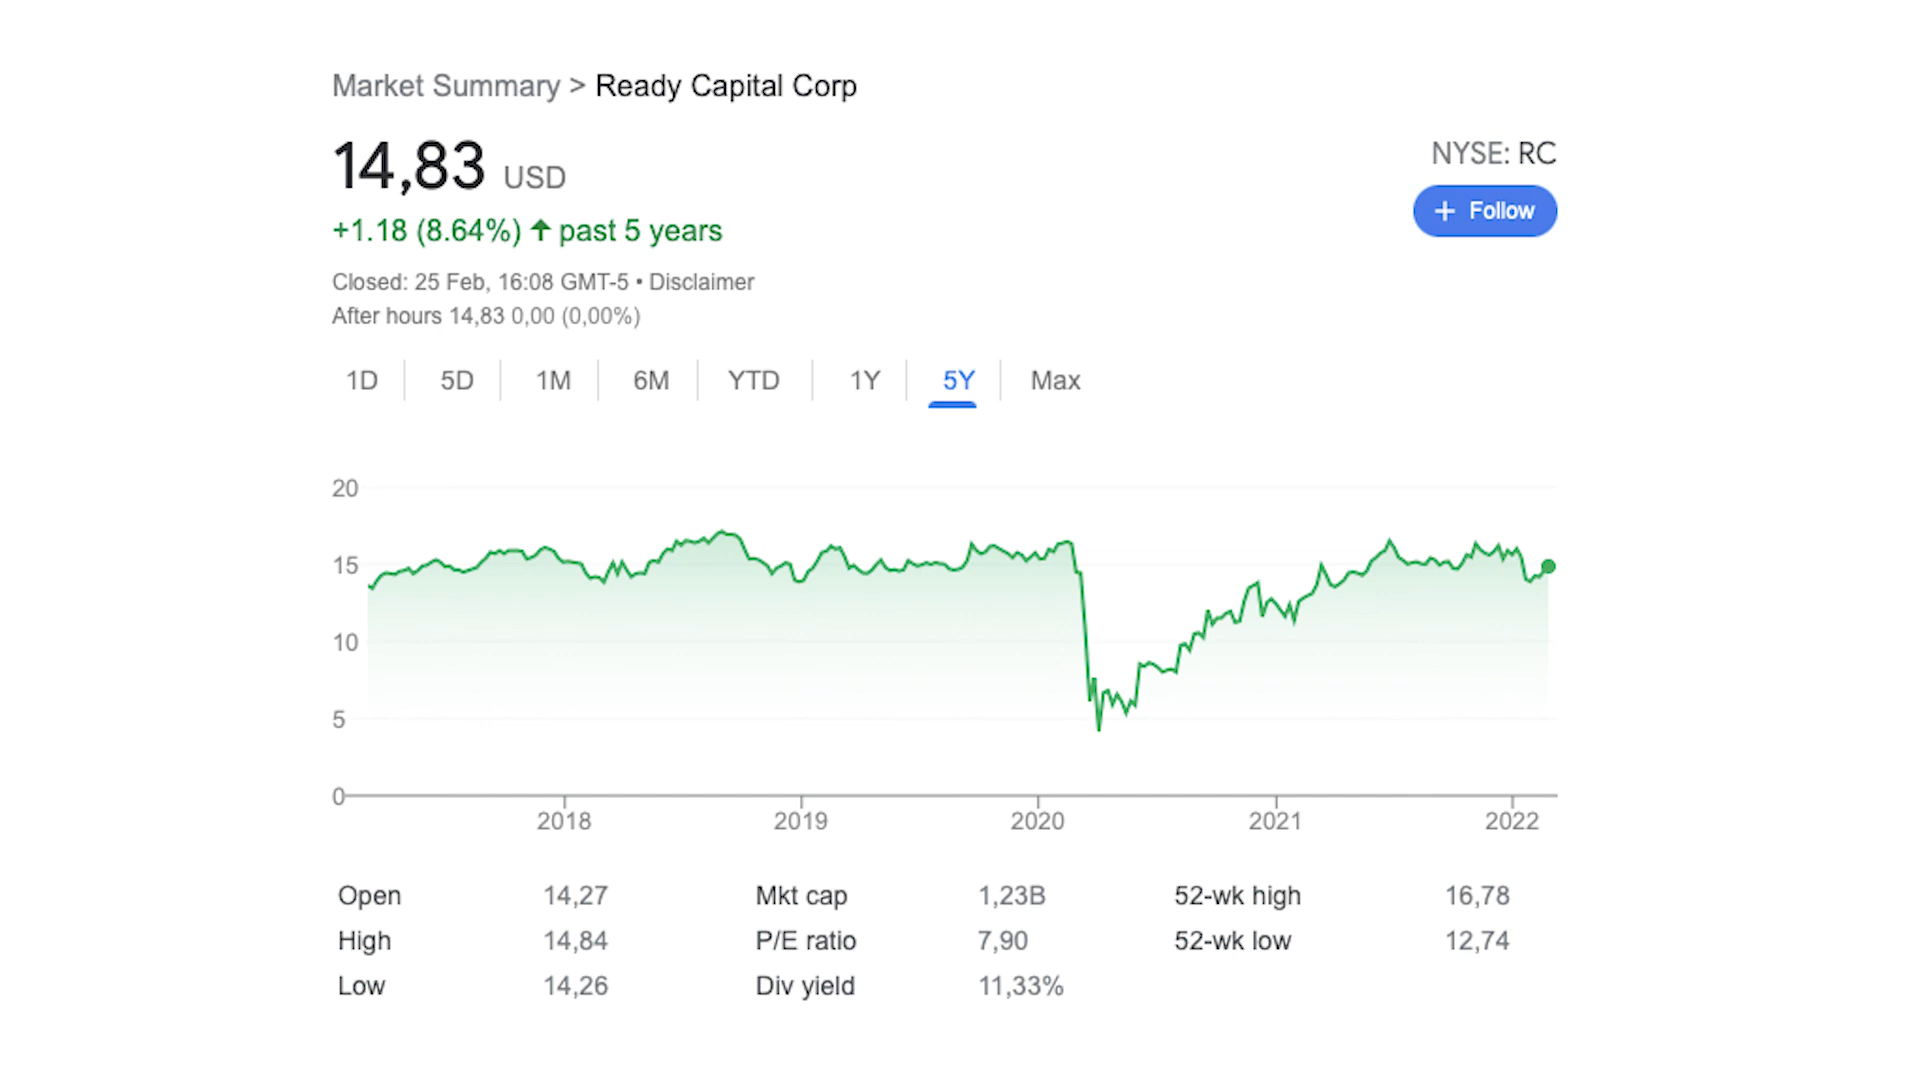 Market Summary > Ready Capital Corp
14,83 USD
NYSE: RC
+ Follow
+1.18 (8.64%) ↑ past 5 years
Closed: 25 Feb, 16:08 GMT-5 • Disclaimer
After hours 14,83 0,00 (0,00%)
1D 5D 1M 6M YTD 1Y 5Y Max
20
15
10
5
0
2018 2019 2020 2021 2022
Open 14,27 Mkt cap 1,23B 52-wk high 16,78
High 14,84 P/E ratio 7,90 52-wk low 12,74
Low 14,26 Div yield 11,33%